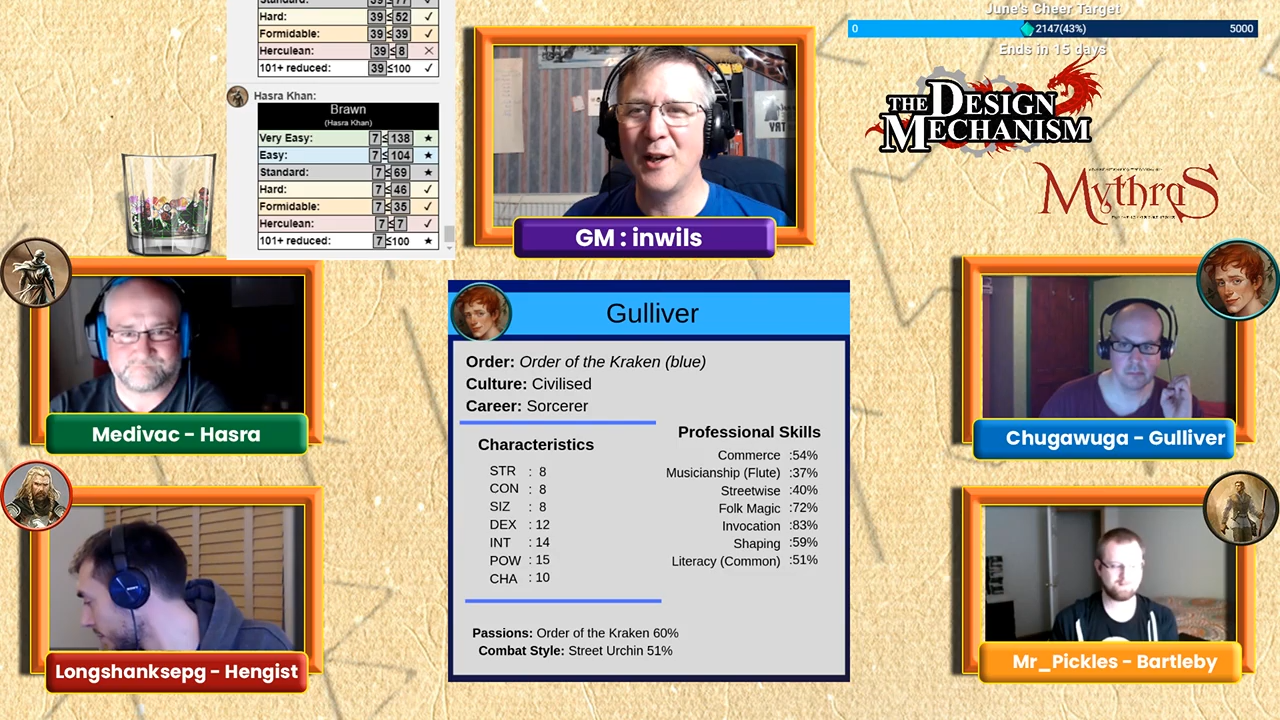 Standard: 39≤77 ✓
Hard: 39≤52 ✓
Formidable: 39≤39 ✓
Herculean: 39≤8 ✕
101+ reduced: 39≤100 ✓
Hasra Khan:
Brawn
(Hasra Khan)
Very Easy: 7≤138 ★
Easy: 7≤104 ★
Standard: 7≤69 ★
Hard: 7≤46 ✓
Formidable: 7≤35 ✓
Herculean: 7≤7 ✓
101+ reduced: 7≤100 ★
GM : inwils
June's Cheer Target
0 2147(43%) 5000
Ends in 15 days
THE DESIGN
MECHANISM
MythraS
Medivac - Hasra
Longshanksepg - Hengist
Gulliver
Order: Order of the Kraken (blue)
Culture: Civilised
Career: Sorcerer
Characteristics
STR : 8
CON : 8
SIZ : 8
DEX : 12
INT : 14
POW : 15
CHA : 10
Professional Skills
Commerce :54%
Musicianship (Flute) :37%
Streetwise :40%
Folk Magic :72%
Invocation :83%
Shaping :59%
Literacy (Common) :51%
Passions: Order of the Kraken 60%
Combat Style: Street Urchin 51%
Chugawuga - Gulliver
Mr_Pickles - Bartleby